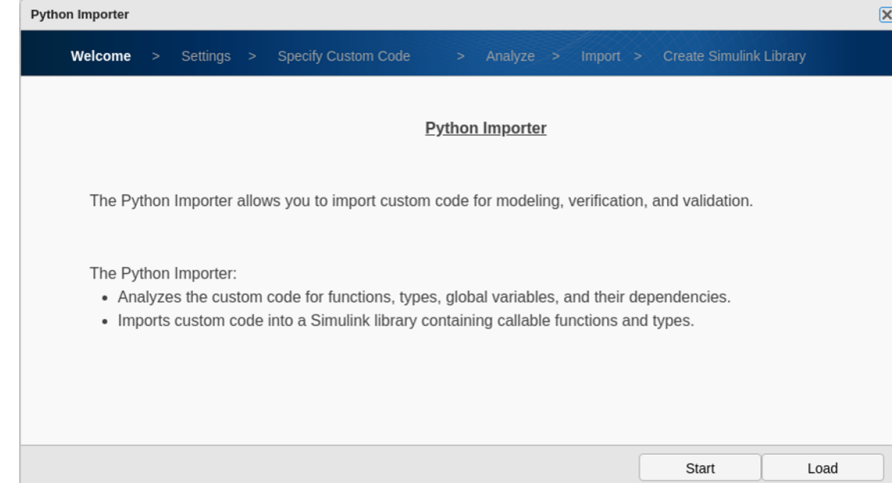 Python Importer
Welcome > Settings > Specify Custom Code > Analyze > Import > Create Simulink Library
Python Importer
The Python Importer allows you to import custom code for modeling, verification, and validation.
The Python Importer:
• Analyzes the custom code for functions, types, global variables, and their dependencies.
• Imports custom code into a Simulink library containing callable functions and types.
Start Load